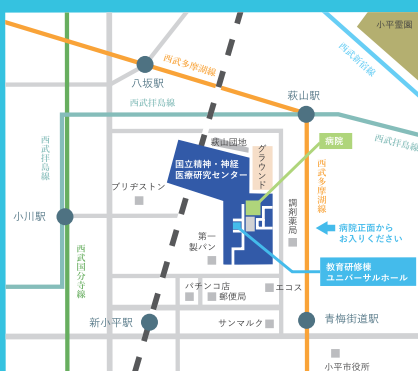 小平霊園
西武新宿線
西武多摩湖線
八坂駅
萩山駅
西武拝島線
西武拝島線
西武拝島線
萩山団地
病院
グラウンド
国立精神・神経
医療研究センター
ブリヂストン
西武多摩湖線
調剤薬局
小川駅
病院正面から
お入りください
第一
製パン
西武国分寺線
教育研修棟
ユニバーサルホール
パチンコ店
エコス
郵便局
新小平駅
サンマルク
青梅街道駅
小平市役所